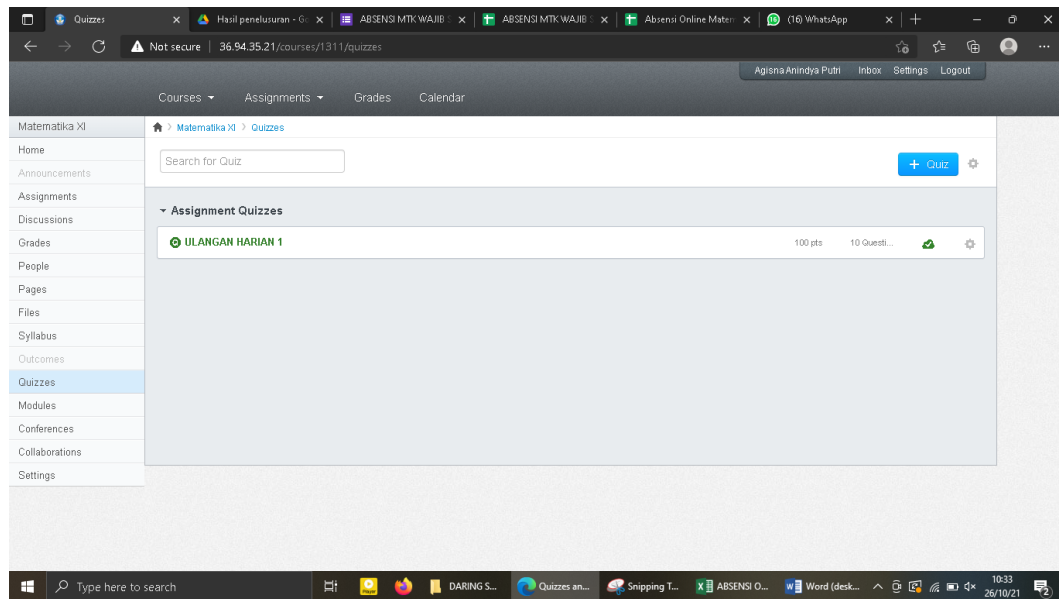 Quizzes
Hasil penelusuran - Go
ABSENSI MTK WAJIB
ABSENSI MTK WAJIB
Absensi Online Matem
(16) WhatsApp
Not secure | 36.94.35.21/courses/1311/quizzes
Agisna Anindya Putri Inbox Settings Logout
Courses Assignments Grades Calendar
Matematika XI
Matematika XI > Quizzes
Home
Announcements
Assignments
Discussions
Grades
People
Pages
Files
Syllabus
Outcomes
Quizzes
Modules
Conferences
Collaborations
Settings
Search for Quiz
+ Quiz
Assignment Quizzes
ULANGAN HARIAN 1
100 pts 10 Questi...
Type here to search
DARING S...
Quizzes an...
Snipping T...
ABSENSI O...
Word (desk...
10:33
26/10/21
2